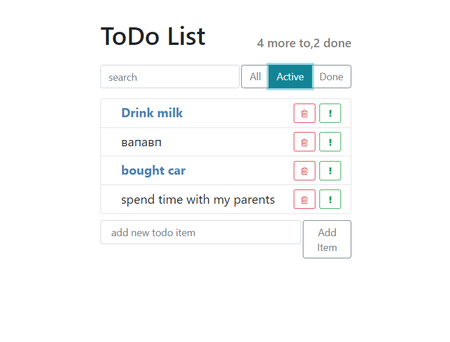 ToDo List
4 more to,2 done
search
All
Active
Done
Drink milk
вапавп
bought car
spend time with my parents
add new todo item
Add
Item